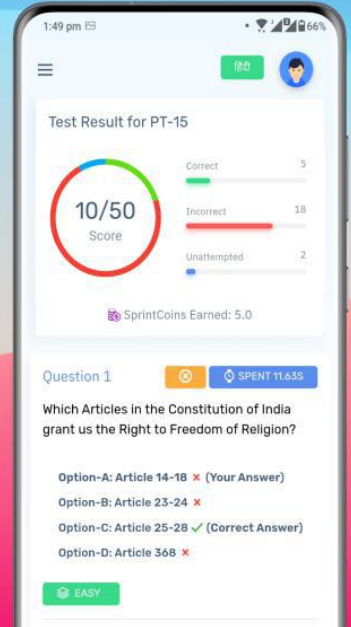 1:49 pm
66%
हिंदी
Test Result for PT-15
10/50
Score
Correct 5
Incorrect 18
Unattempted 2
SprintCoins Earned: 5.0
Question 1
SPENT 11.63S
Which Articles in the Constitution of India
grant us the Right to Freedom of Religion?
Option-A: Article 14-18 ✗ (Your Answer)
Option-B: Article 23-24 ✗
Option-C: Article 25-28 ✓ (Correct Answer)
Option-D: Article 368 ✗
EASY